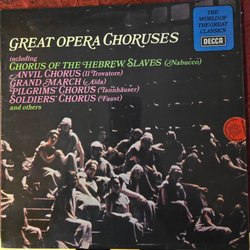 GREAT OPERA CHORUSES
including
CHORUS OF THE HEBREW SLAVES (Nabucco)
ANVIL CHORUS (Il Trovatore)
GRAND MARCH (Aida)
PILGRIMS' CHORUS (Tannhäuser)
SOLDIERS' CHORUS (Faust)
and others
THE WORLD OF
THE GREAT
CLASSICS
DECCA